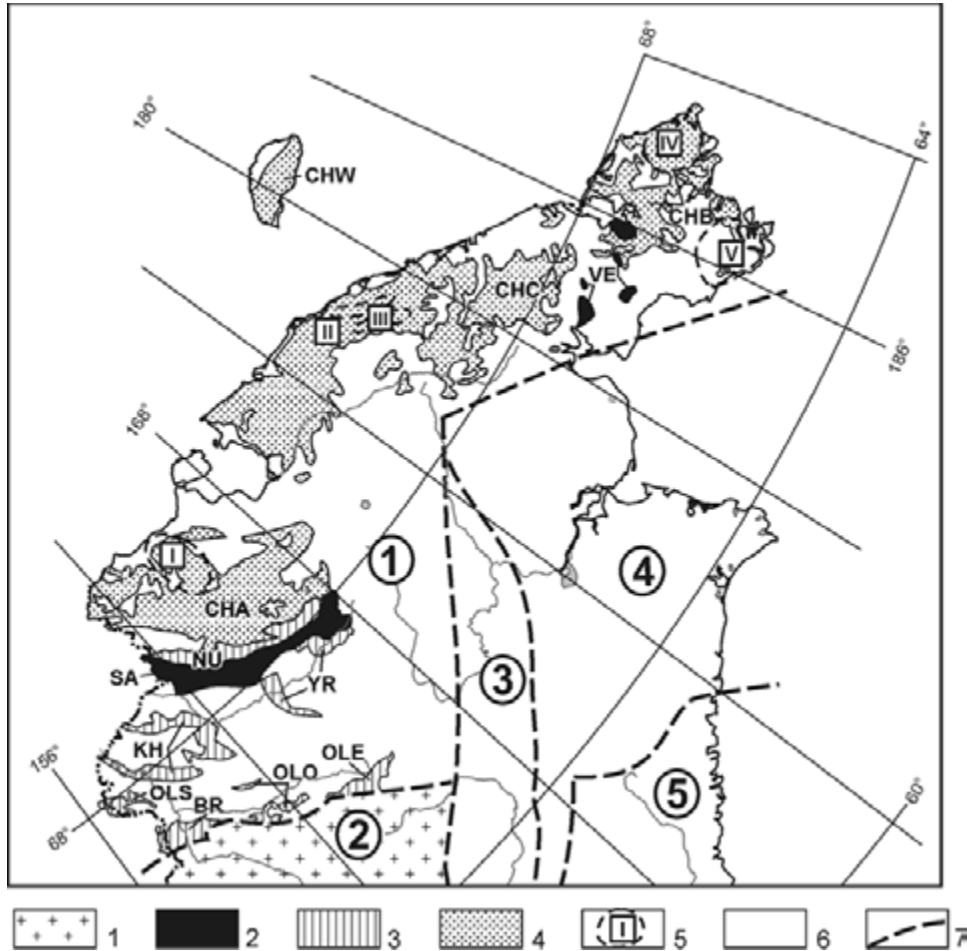 68°
180°
64°
IV
CHW
CHB
V
VE
CHC
II
III
186°
168°
I
1
4
CHA
NU
SA
YR
3
KH
OLE
156°
OLO
OLS
BR
5
60°
2
68°
1 2 3 I 4 5 6 7